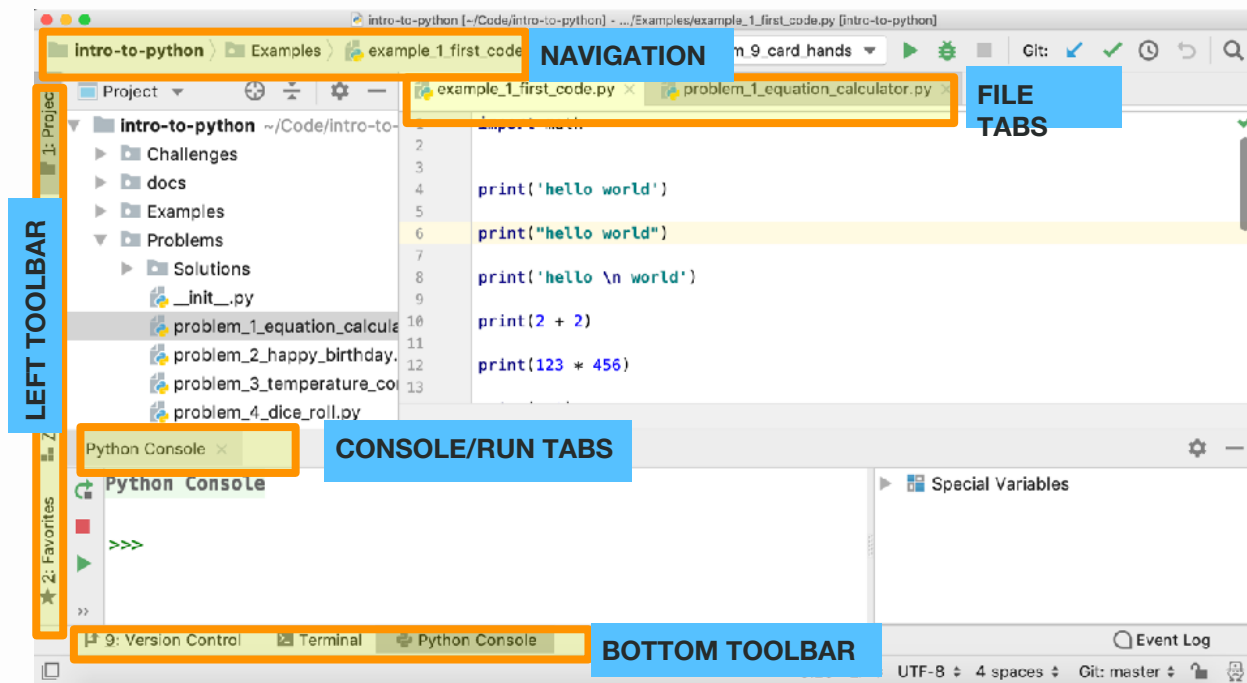 intro-to-python [~/Code/intro-to-python] - .../Examples/example_1_first_code.py [intro-to-python]
intro-to-python Examples example_1_first_code
NAVIGATION
m_9_card_hands
Git:
Project
example_1_first_code.py
problem_1_equation_calculator.py
FILE
TABS
1: Projec
intro-to-python ~/Code/intro-to-
Challenges
docs
Examples
Problems
Solutions
__init__.py
problem_1_equation_calcula
problem_2_happy_birthday.
problem_3_temperature_co
problem_4_dice_roll.py
1 import math
2
3
4 print('hello world')
5
6 print("hello world")
7
8 print('hello \n world')
9
10 print(2 + 2)
11
12 print(123 * 456)
13
LEFT TOOLBAR
Python Console
CONSOLE/RUN TABS
Python Console
>>>
Special Variables
2: Favorites
9: Version Control Terminal Python Console
BOTTOM TOOLBAR
Event Log
UTF-8 4 spaces Git: master